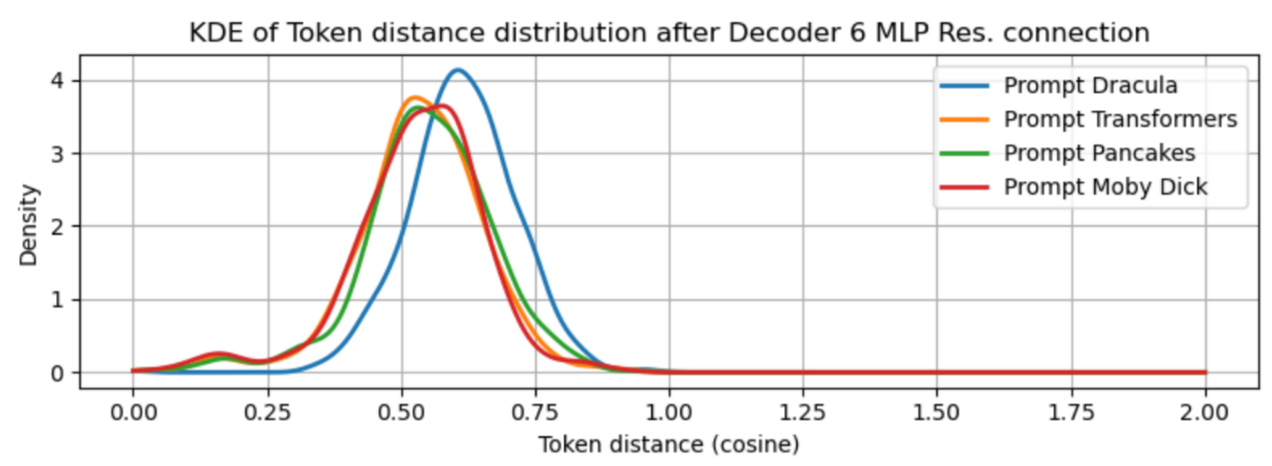 KDE of Token distance distribution after Decoder 6 MLP Res. connection
Prompt Dracula
Prompt Transformers
Prompt Pancakes
Prompt Moby Dick
Density
4
3
2
1
0
0.00 0.25 0.50 0.75 1.00 1.25 1.50 1.75 2.00
Token distance (cosine)